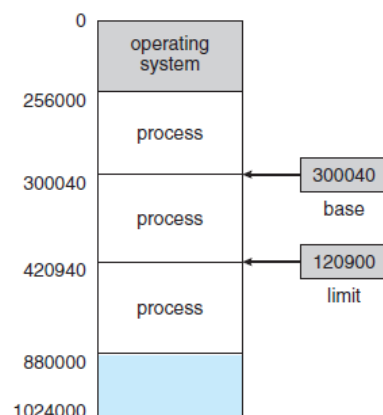 0
operating
system
256000
process
300040
300040
base
process
420940
120900
limit
process
880000
1024000